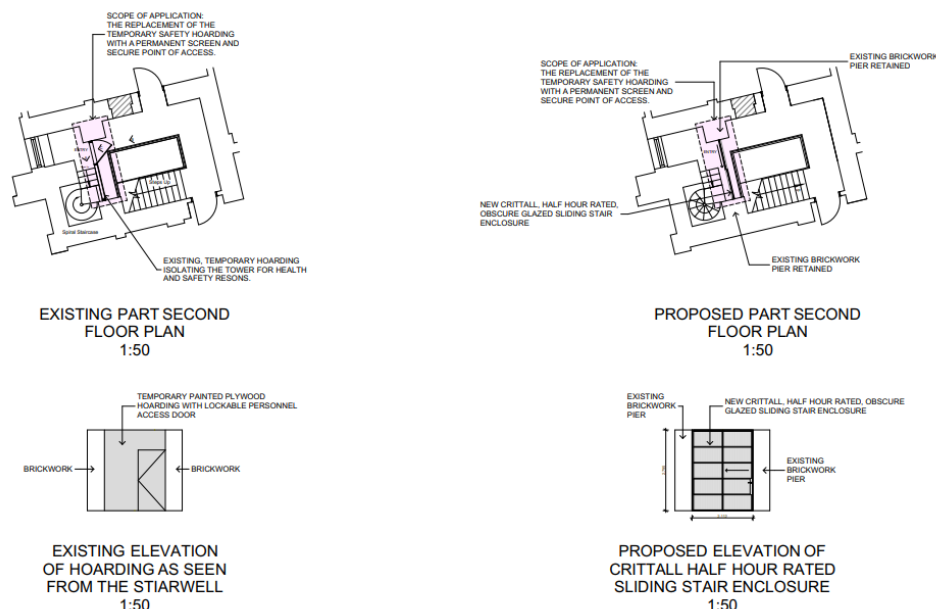 SCOPE OF APPLICATION:
THE REPLACEMENT OF THE
TEMPORARY SAFETY HOARDING
WITH A PERMANENT SCREEN AND
SECURE POINT OF ACCESS.
ENTRY
Steps Up
Spiral Staircase
EXISTING, TEMPORARY HOARDING
ISOLATING THE TOWER FOR HEALTH
AND SAFETY RESONS.
EXISTING PART SECOND
FLOOR PLAN
1:50
SCOPE OF APPLICATION:
THE REPLACEMENT OF THE
TEMPORARY SAFETY HOARDING
WITH A PERMANENT SCREEN AND
SECURE POINT OF ACCESS.
EXISTING BRICKWORK
PIER RETAINED
ENTRY
NEW CRITTALL, HALF HOUR RATED,
OBSCURE GLAZED SLIDING STAIR
ENCLOSURE
EXISTING BRICKWORK
PIER RETAINED
PROPOSED PART SECOND
FLOOR PLAN
1:50
TEMPORARY PAINTED PLYWOOD
HOARDING WITH LOCKABLE PERSONNEL
ACCESS DOOR
BRICKWORK
BRICKWORK
EXISTING ELEVATION
OF HOARDING AS SEEN
FROM THE STIARWELL
1:50
EXISTING
BRICKWORK
PIER
NEW CRITTALL, HALF HOUR RATED, OBSCURE
GLAZED SLIDING STAIR ENCLOSURE
EXISTING
BRICKWORK
PIER
PROPOSED ELEVATION OF
CRITTALL HALF HOUR RATED
SLIDING STAIR ENCLOSURE
1:50